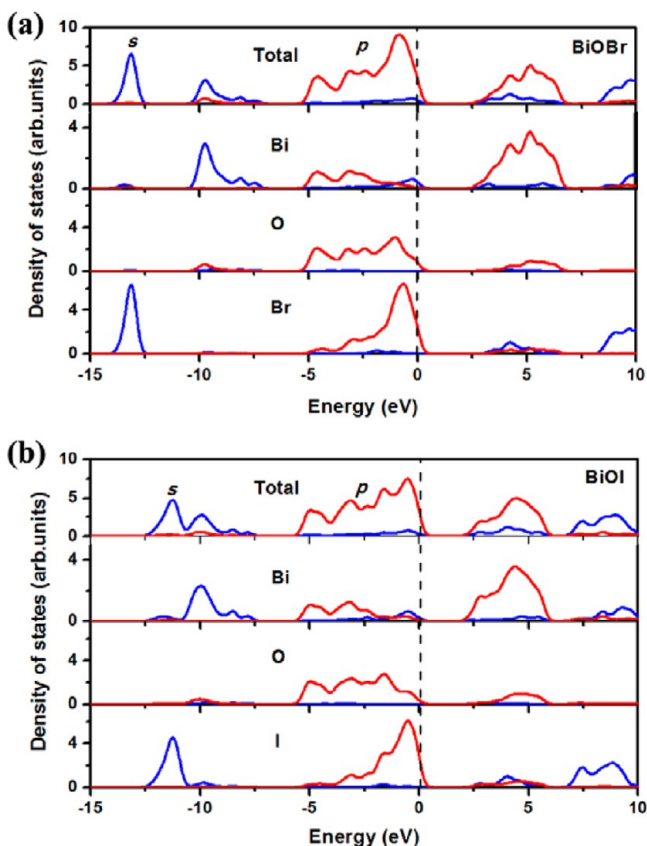 (a)
10
s
Total
p
BiOBr
5
0
4
Bi
0
4
O
0
4
Br
0
Density of states (arb.units)
-15 -10 -5 0 5 10
Energy (eV)
(b)
10
s
Total
p
BiOI
5
0
4
Bi
0
4
O
0
4
I
0
Density of states (arb.units)
-15 -10 -5 0 5 10
Energy (eV)